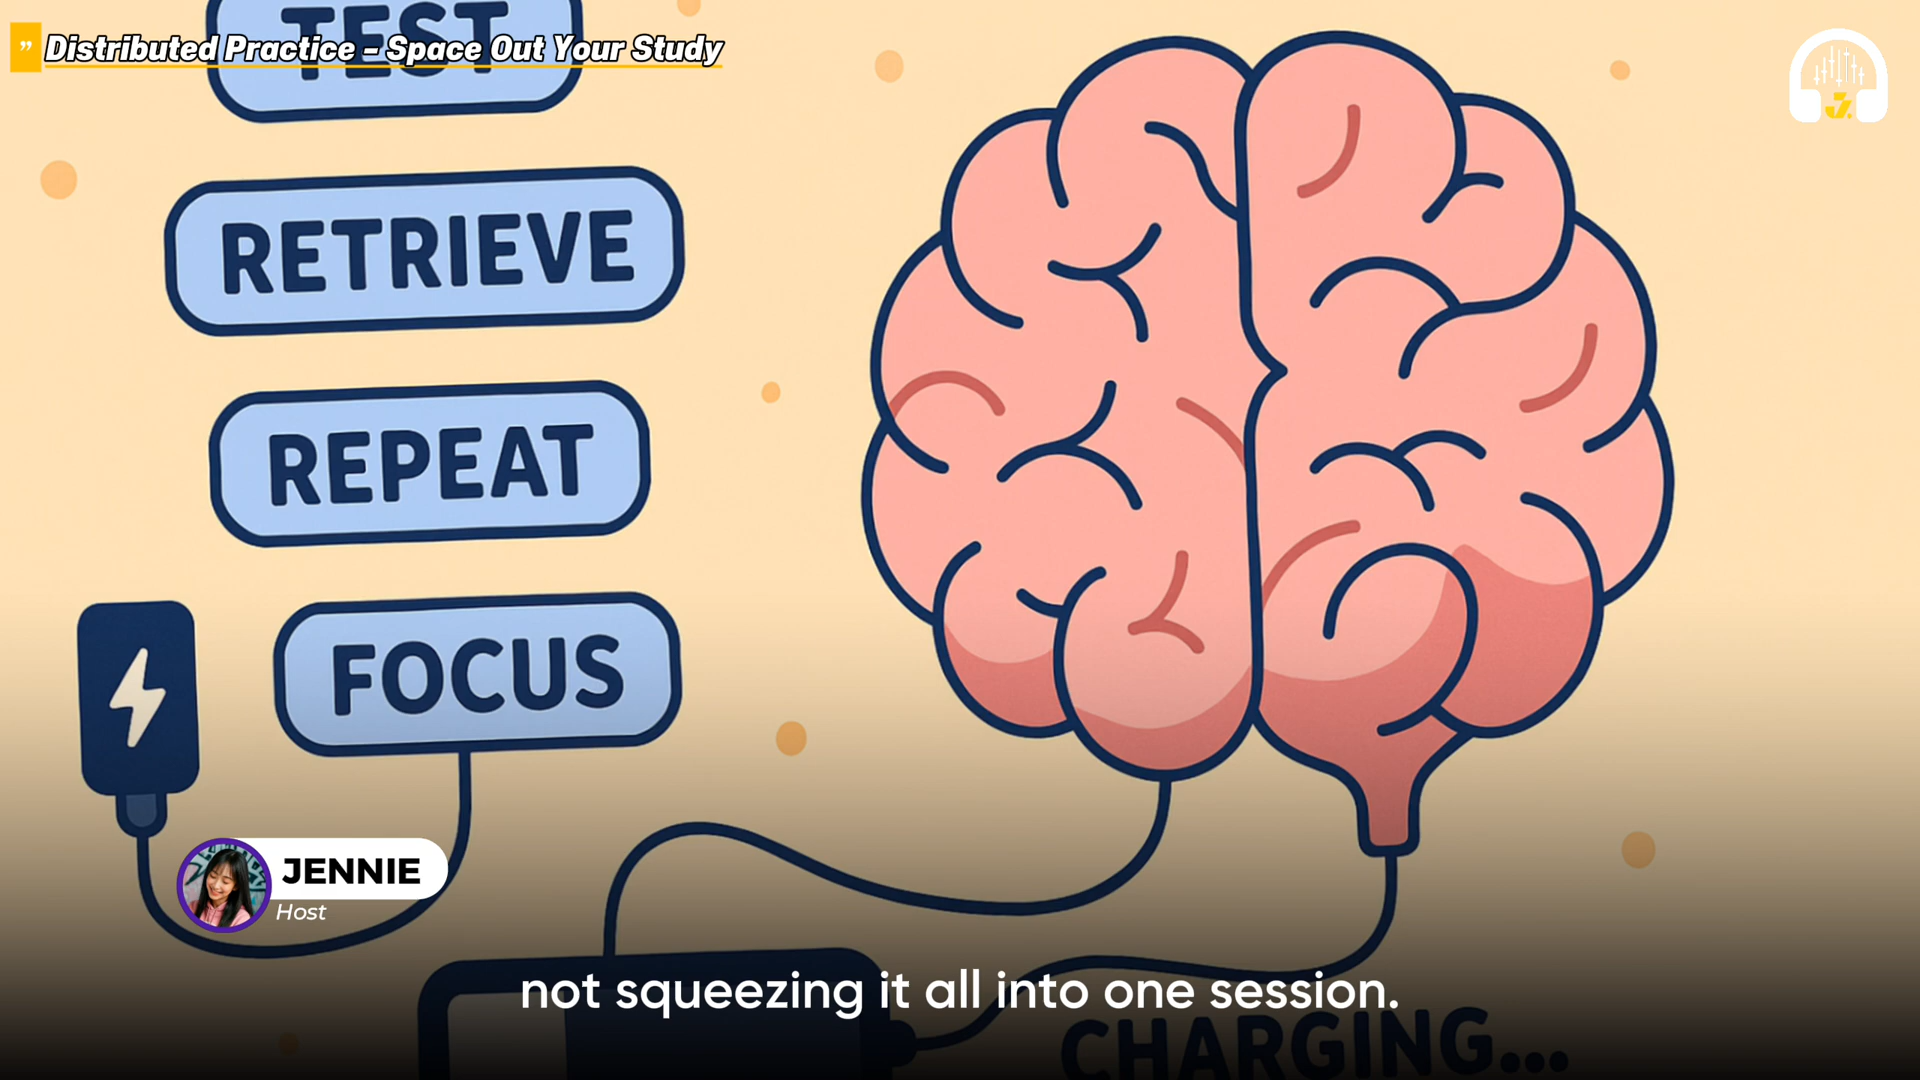 ” Distributed Practice - Space Out Your Study
TEST
RETRIEVE
REPEAT
FOCUS
JENNIE
Host
not squeezing it all into one session.
CHARGING...